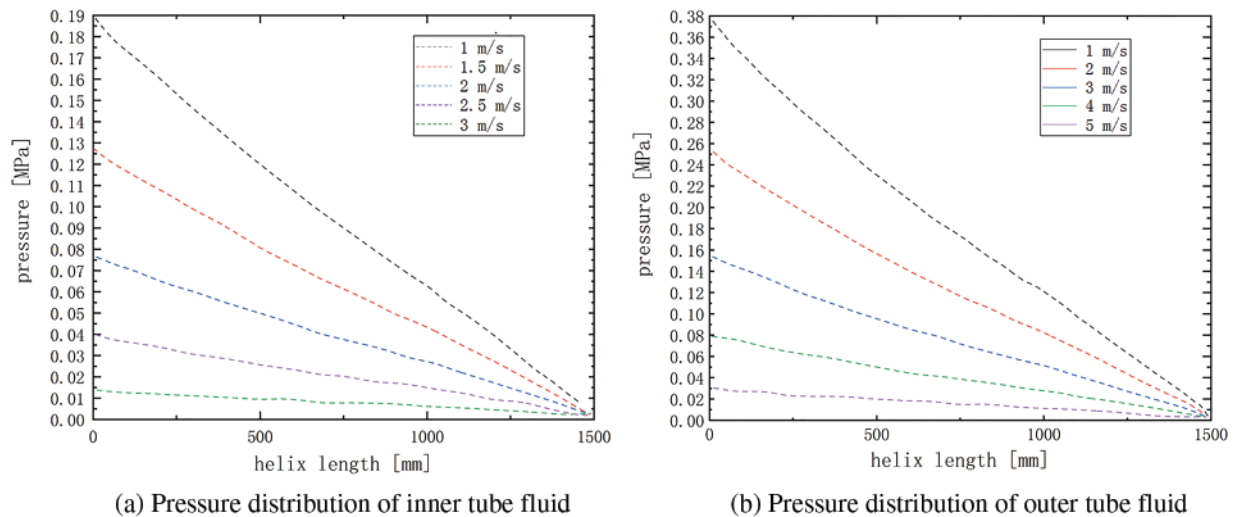 0.19
0.18
0.17
0.16
0.15
0.14
0.13
0.12
0.11
0.10
0.09
0.08
0.07
0.06
0.05
0.04
0.03
0.02
0.01
0.00
pressure [MPa]
1 m/s
1.5 m/s
2 m/s
2.5 m/s
3 m/s
0 500 1000 1500
helix length [mm]
(a) Pressure distribution of inner tube fluid
0.38
0.36
0.34
0.32
0.30
0.28
0.26
0.24
0.22
0.20
0.18
0.16
0.14
0.12
0.10
0.08
0.06
0.04
0.02
0.00
pressure [MPa]
1 m/s
2 m/s
3 m/s
4 m/s
5 m/s
0 500 1000 1500
helix length [mm]
(b) Pressure distribution of outer tube fluid